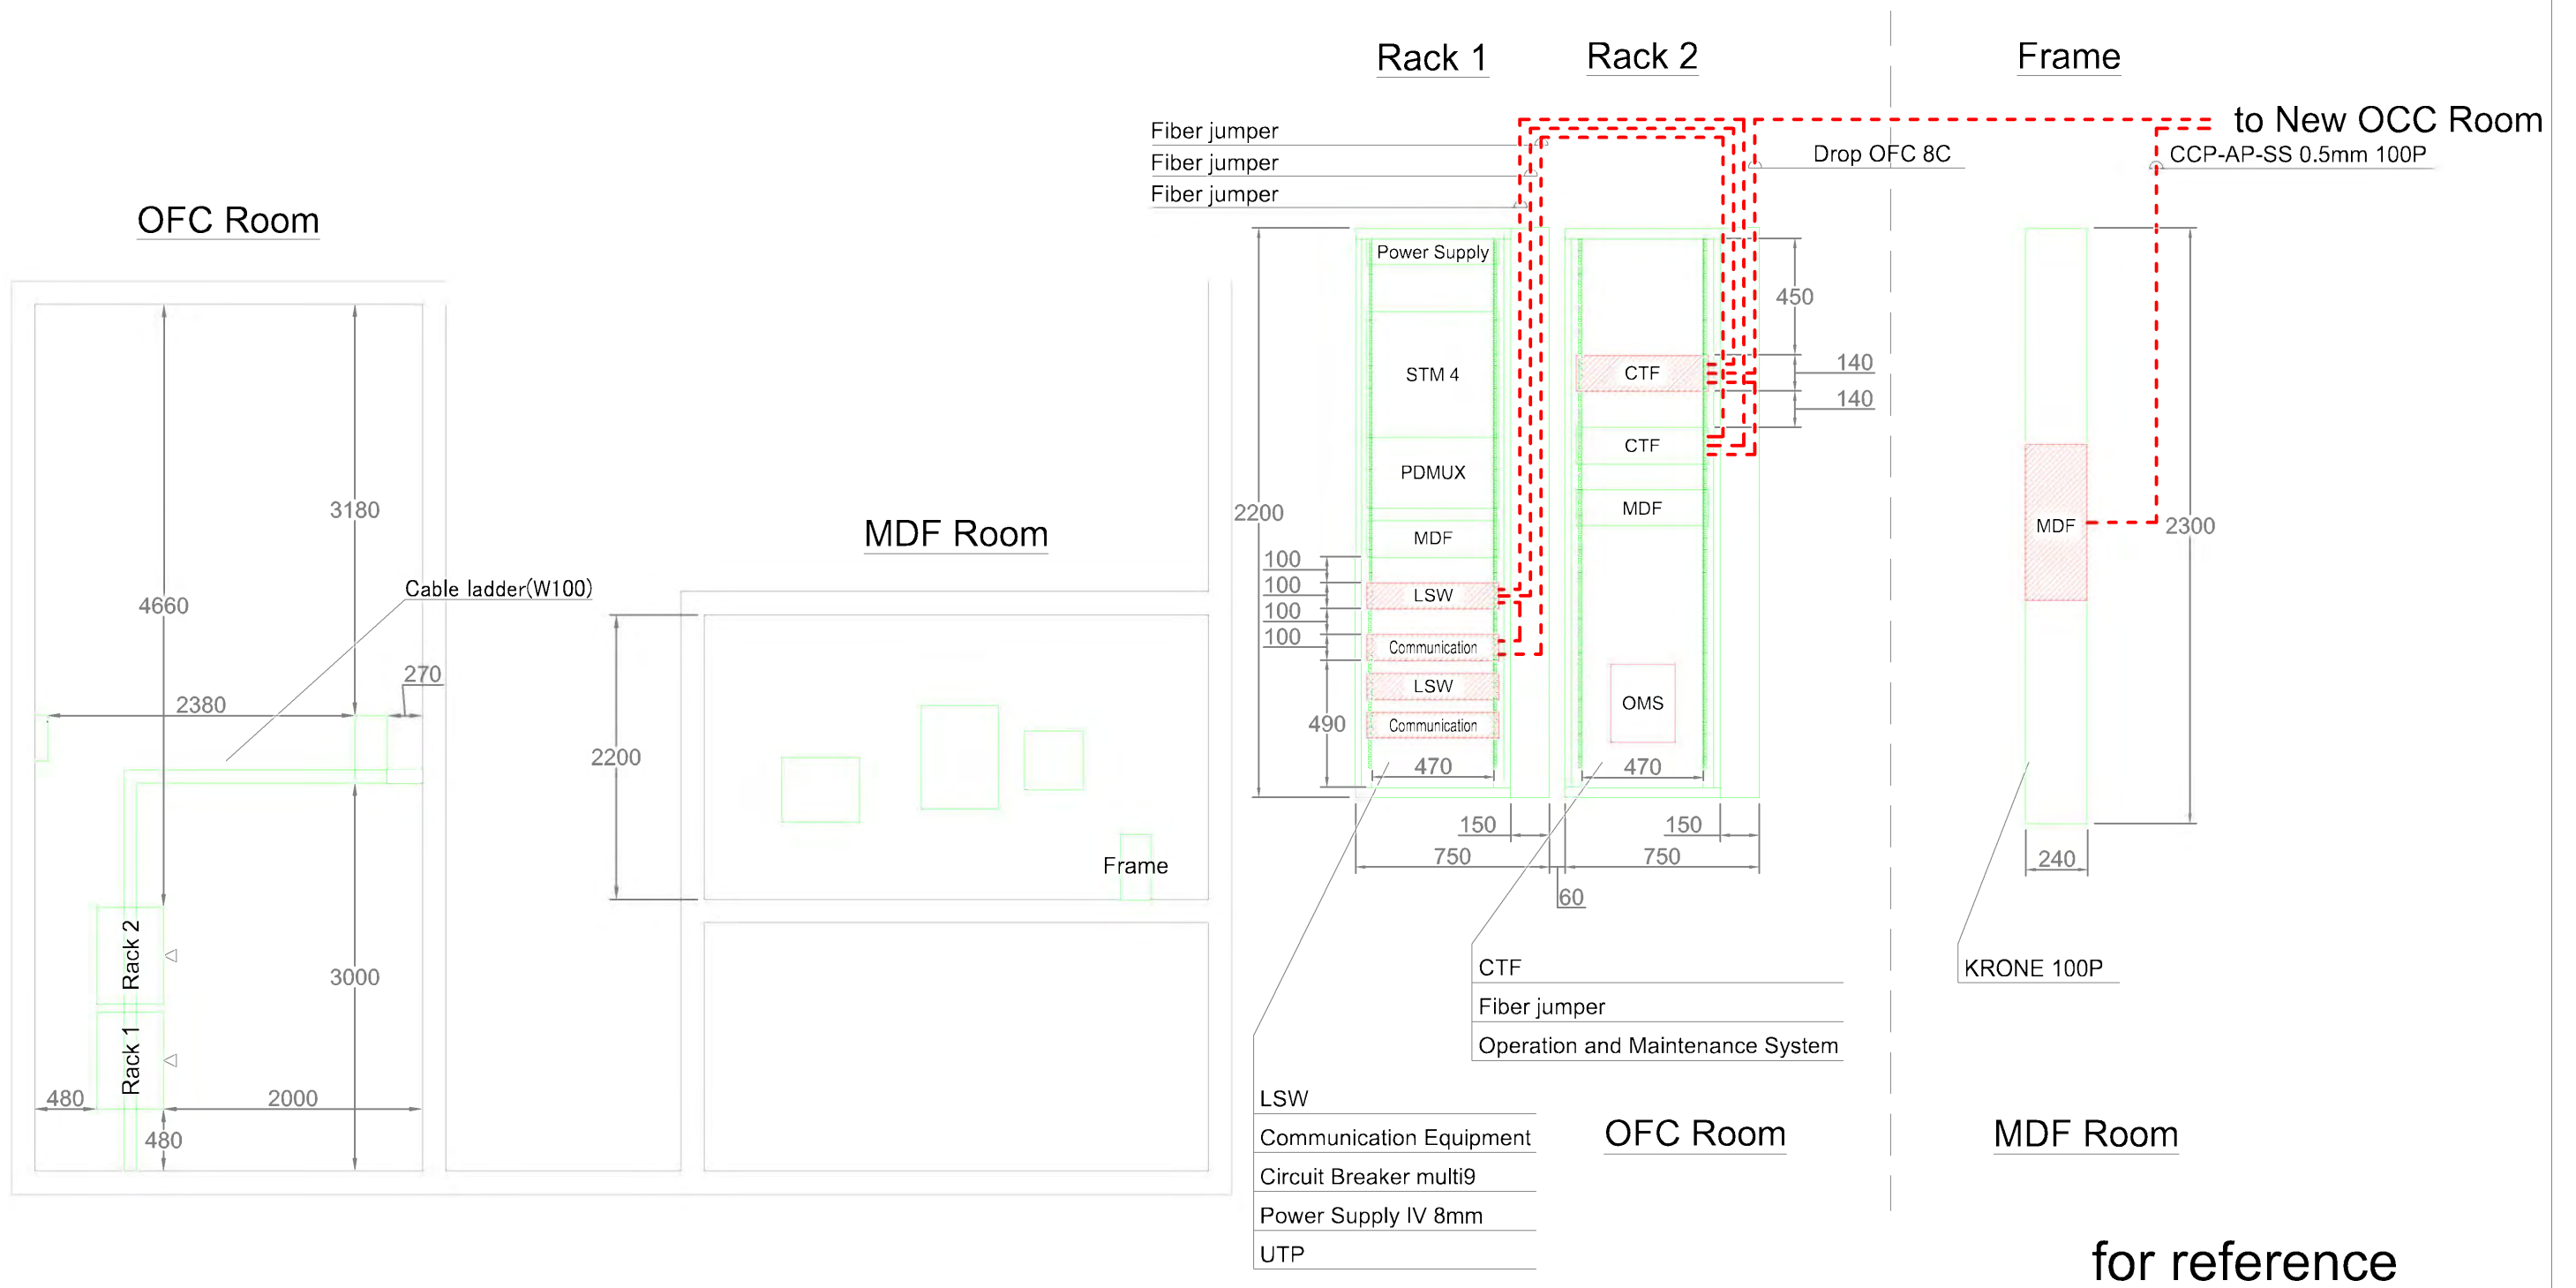 Rack 1
Rack 2
Frame
Fiber jumper
Fiber jumper
Fiber jumper
to New OCC Room
Drop OFC 8C
CCP-AP-SS 0.5mm 100P
OFC Room
4660
3180
Cable ladder(W100)
2380
270
Rack 2
Rack 1
3000
480
2000
480
MDF Room
2200
Frame
2200
Power Supply
STM 4
PDMUX
MDF
100
100
100
100
LSW
Communication
LSW
Communication
490
470
150
750
60
CTF
CTF
MDF
OMS
470
150
750
450
140
140
MDF
2300
240
KRONE 100P
CTF
Fiber jumper
Operation and Maintenance System
LSW
Communication Equipment
Circuit Breaker multi9
Power Supply IV 8mm
UTP
OFC Room
MDF Room
for reference